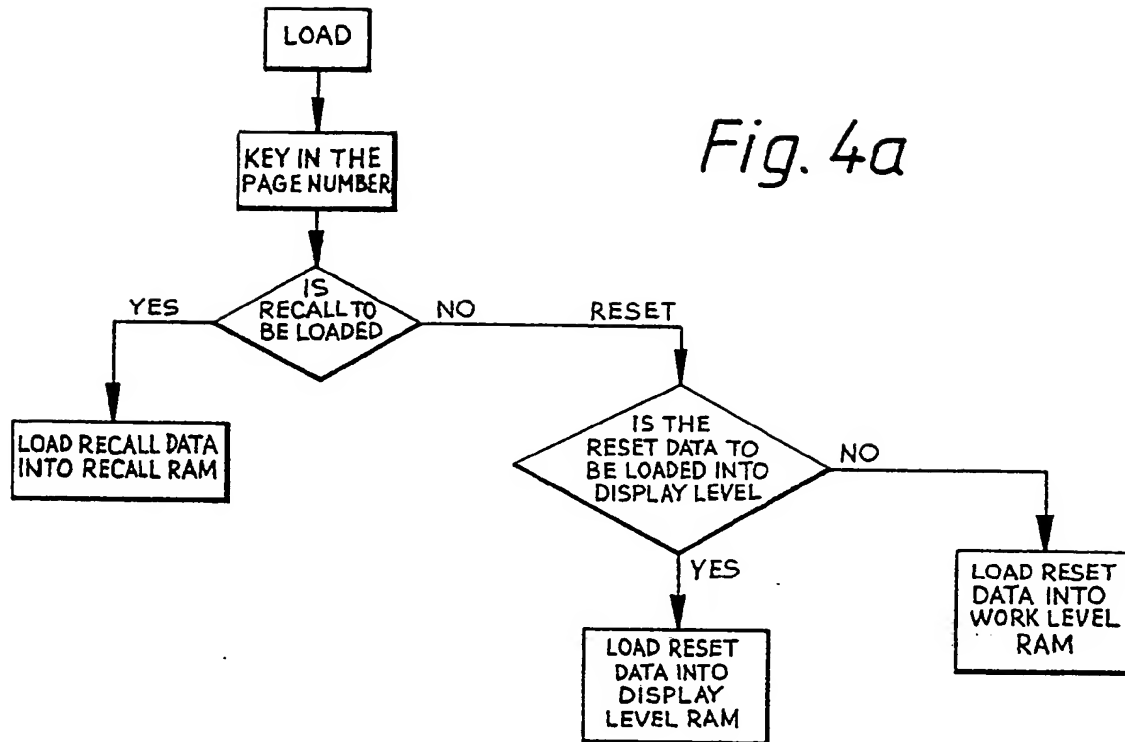 LOAD
Fig. 4a
KEY IN THE
PAGE NUMBER
IS
RECALL TO
BE LOADED
YES
NO
RESET
LOAD RECALL DATA
INTO RECALL RAM
IS THE
RESET DATA TO
BE LOADED INTO
DISPLAY LEVEL
NO
YES
LOAD RESET
DATA INTO
WORK LEVEL
RAM
LOAD RESET
DATA INTO
DISPLAY
LEVEL RAM